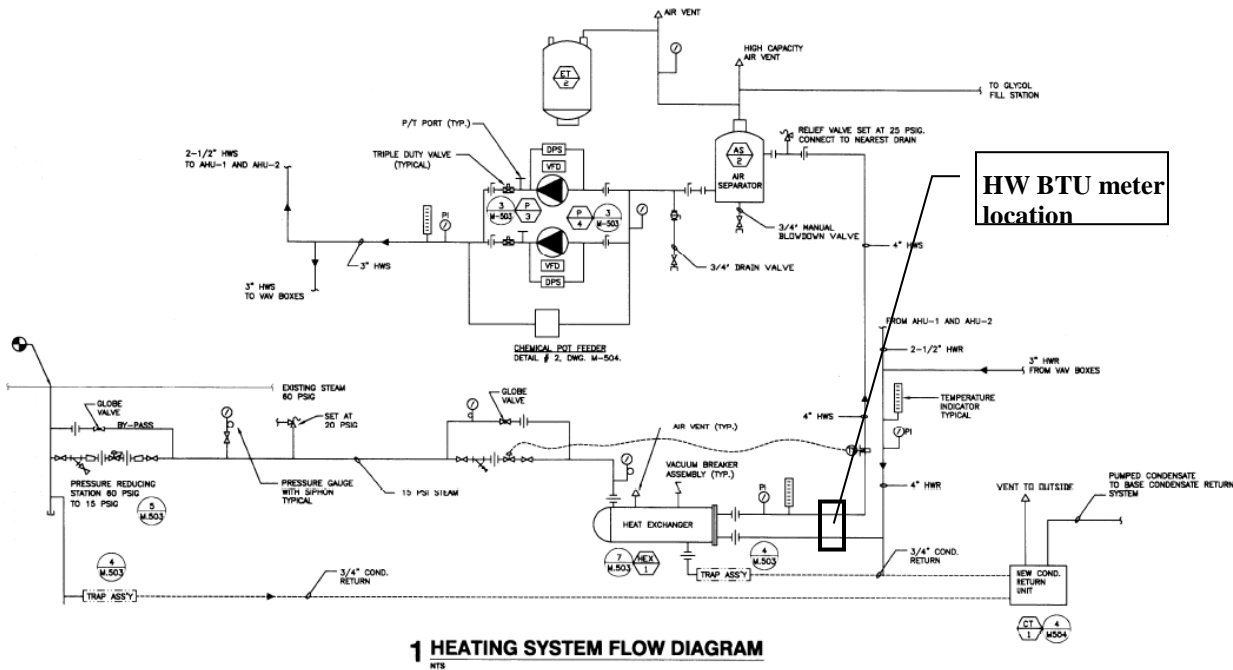 AIR VENT
HIGH CAPACITY
AIR VENT
ET
2
TO GLYCOL
FILL STATION
P/T PORT (TYP.)
RELIEF VALVE SET AT 25 PSIG.
CONNECT TO NEAREST DRAIN
2-1/2" HWS
TO AHU-1 AND AHU-2
TRIPLE DUTY VALVE
(TYPICAL)
DPS
VFD
AS
2
AIR
SEPARATOR
HW BTU meter
location
3
M-503
P
3
P
4
3
M-503
PI
3/4' MANUAL
BLOWDOWN VALVE
4" HWS
3" HWS
VFD
DPS
3/4' DRAIN VALVE
3" HWS
TO VAV BOXES
FROM AHU-1 AND AHU-2
CHEMICAL POT FEEDER
DETAIL # 2, DWG. M-504.
2-1/2" HWR
3" HWR
FROM VAV BOXES
EXISTING STEAM
60 PSIG
GLOBE
VALVE
GLOBE
VALVE
BY-PASS
SET AT
20 PSIG
4" HWS
TEMPERATURE
INDICATOR
TYPICAL
AIR VENT (TYP.)
PI
VACUUM BREAKER
ASSEMBLY (TYP.)
PRESSURE REDUCING
STATION 60 PSIG
TO 15 PSIG
PRESSURE GAUGE
WITH SIPHON
TYPICAL
15 PSI STEAM
PI
4" HWR
VENT TO OUTSIDE
PUMPED CONDENSATE
TO BASE CONDENSATE RETURN
SYSTEM
5
M.503
HEAT EXCHANGER
4
M.503
7
M.503
HEX
1
4
M.503
3/4" COND.
RETURN
3/4" COND.
RETURN
TRAP ASS'Y
TRAP ASS'Y
NEW COND.
RETURN
UNIT
CT
1
4
M504
1 HEATING SYSTEM FLOW DIAGRAM
NTS